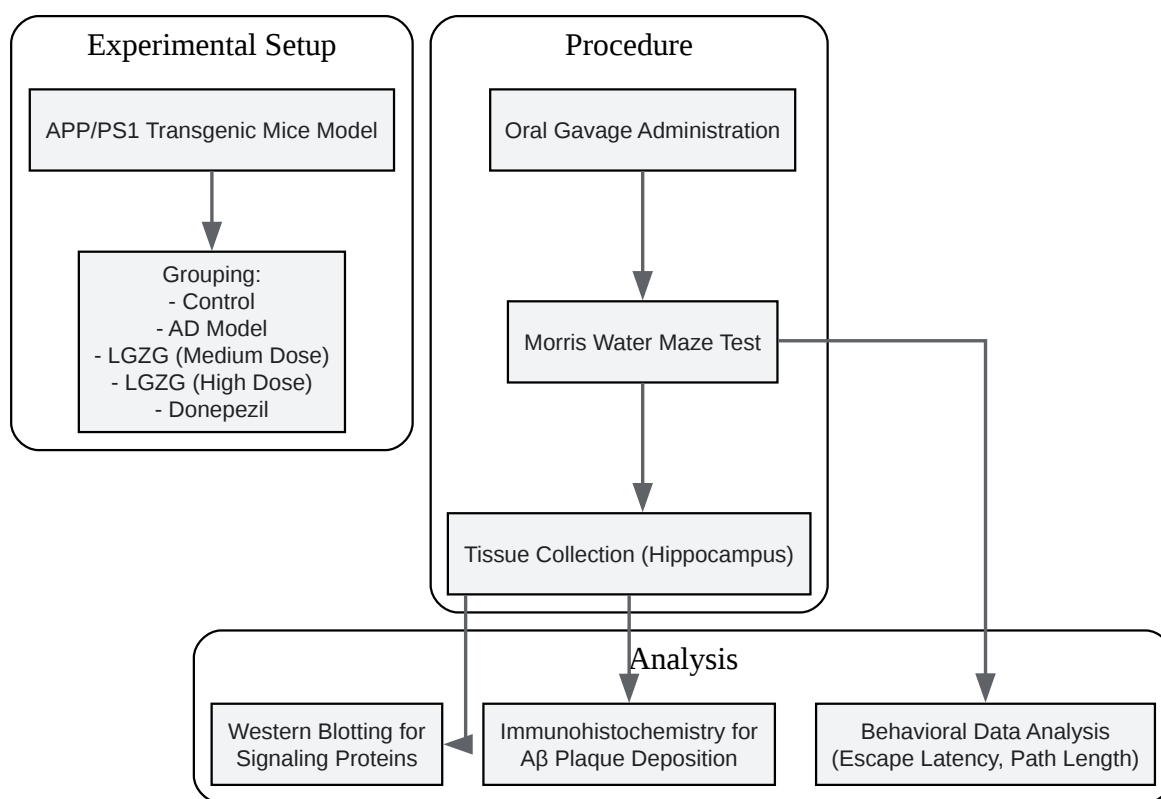 Experimental Setup
APP/PS1 Transgenic Mice Model
Grouping:
- Control
- AD Model
- LGZG (Medium Dose)
- LGZG (High Dose)
- Donepezil
Procedure
Oral Gavage Administration
Morris Water Maze Test
Tissue Collection (Hippocampus)
Analysis
Western Blotting for
Signaling Proteins
Immunohistochemistry for
Aβ Plaque Deposition
Behavioral Data Analysis
(Escape Latency, Path Length)